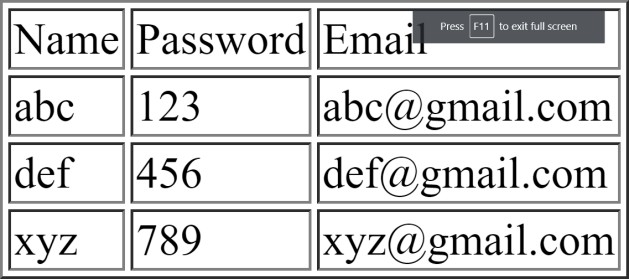 Name Password Email
Press F11 to exit full screen
abc 123 abc@gmail.com
def 456 def@gmail.com
xyz 789 xyz@gmail.com